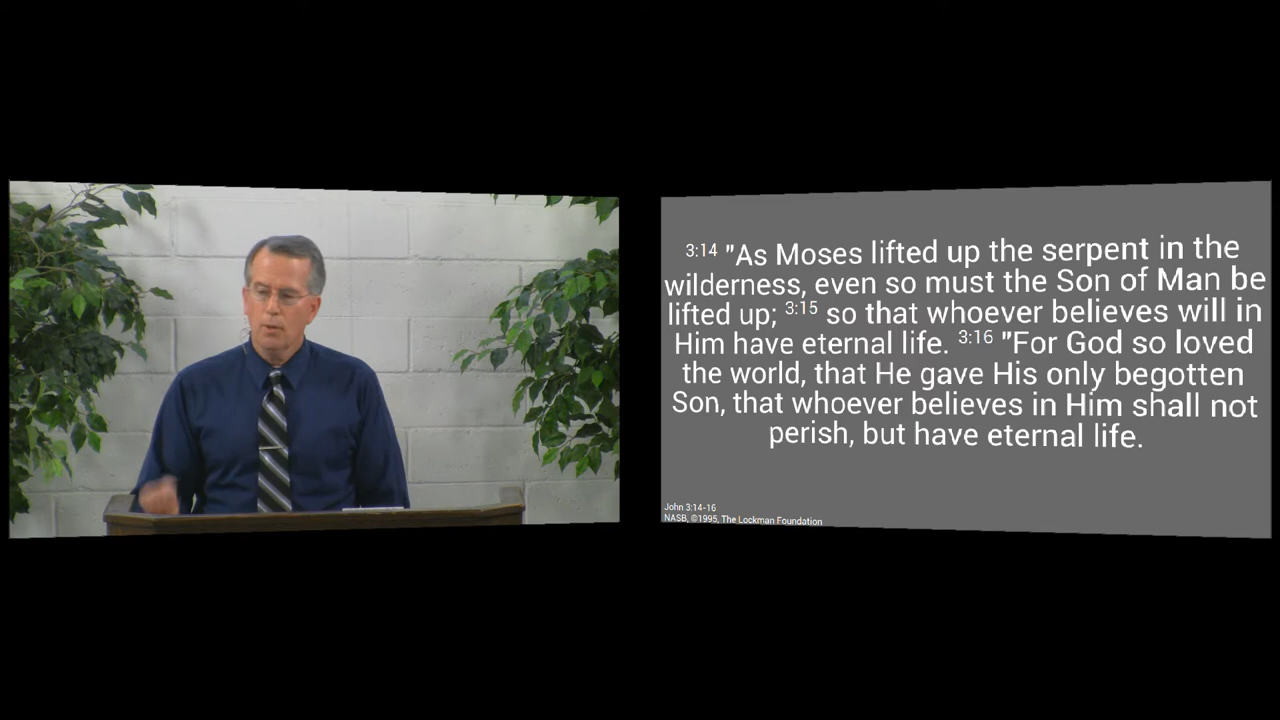 3:14 "As Moses lifted up the serpent in the
wilderness, even so must the Son of Man be
lifted up; 3:15 so that whoever believes will in
Him have eternal life. 3:16 "For God so loved
the world, that He gave His only begotten
Son, that whoever believes in Him shall not
perish, but have eternal life.
John 3:14-16
NASB, ©1995, The Lockman Foundation